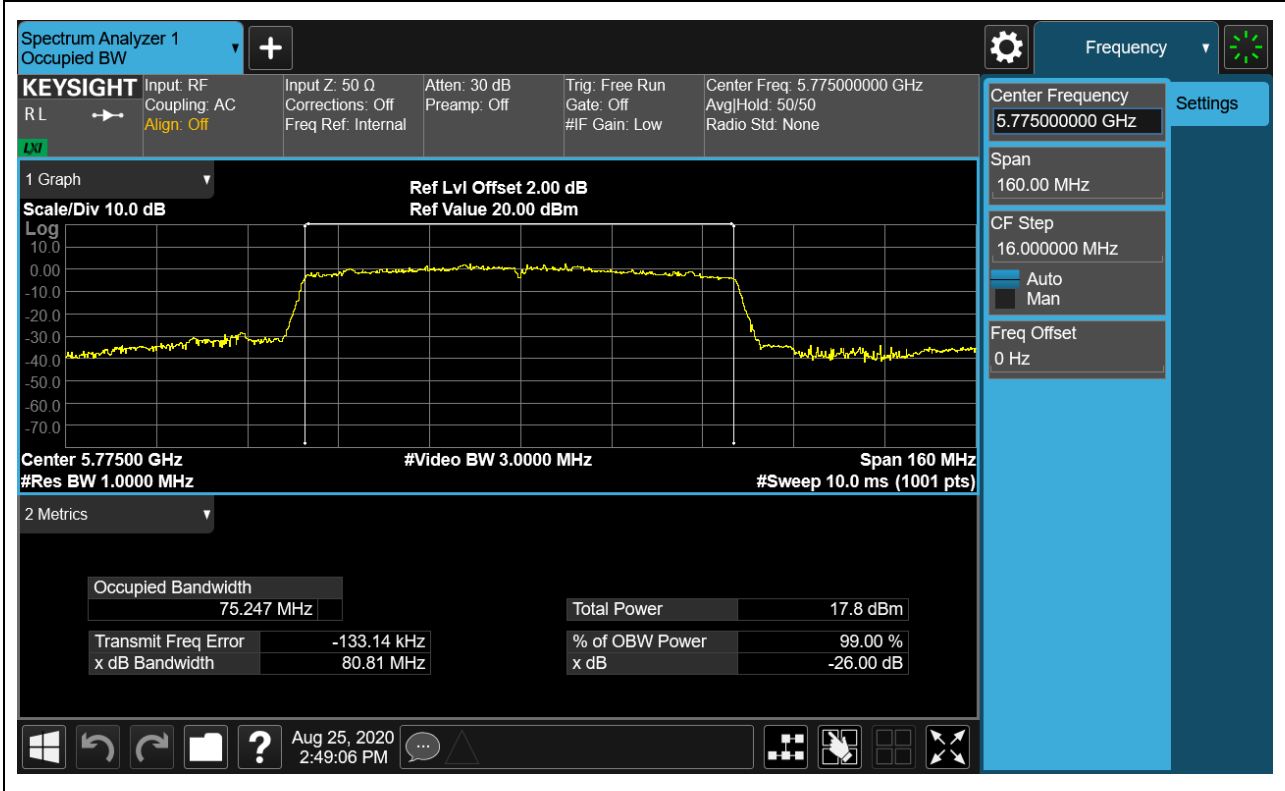 Spectrum Analyzer 1
Occupied BW
Frequency
KEYSIGHT
RL
LXI
Input: RF
Coupling: AC
Align: Off
Input Z: 50 Ω
Corrections: Off
Freq Ref: Internal
Atten: 30 dB
Preamp: Off
Trig: Free Run
Gate: Off
#IF Gain: Low
Center Freq: 5.775000000 GHz
Avg|Hold: 50/50
Radio Std: None
Center Frequency
5.775000000 GHz
Settings
Span
160.00 MHz
CF Step
16.000000 MHz
Auto
Man
Freq Offset
0 Hz
1 Graph
Scale/Div 10.0 dB
Ref Lvl Offset 2.00 dB
Ref Value 20.00 dBm
Log
10.0
0.00
-10.0
-20.0
-30.0
-40.0
-50.0
-60.0
-70.0
Center 5.77500 GHz
#Video BW 3.0000 MHz
Span 160 MHz
#Res BW 1.0000 MHz
#Sweep 10.0 ms (1001 pts)
2 Metrics
Occupied Bandwidth
75.247 MHz
Total Power 17.8 dBm
Transmit Freq Error -133.14 kHz
% of OBW Power 99.00 %
x dB Bandwidth 80.81 MHz
x dB -26.00 dB
?
Aug 25, 2020
2:49:06 PM